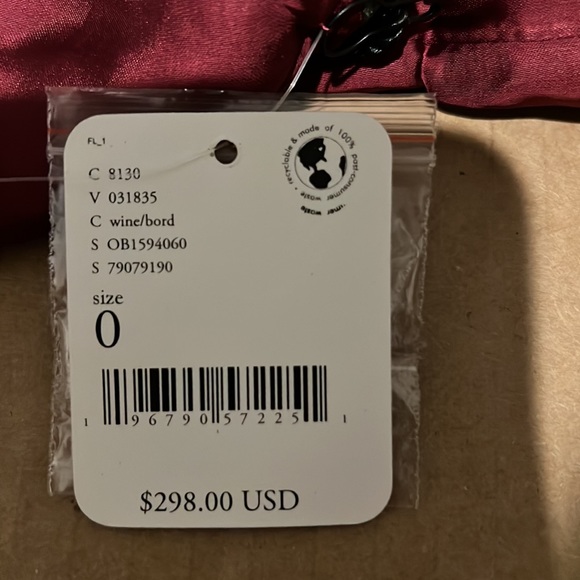 FL_1
C 8130
V 031835
C wine/bord
S OB1594060
S 79079190
size
0
1 96790 57225 1
$298.00 USD
recyclable & made of 100% post-consumer waste •